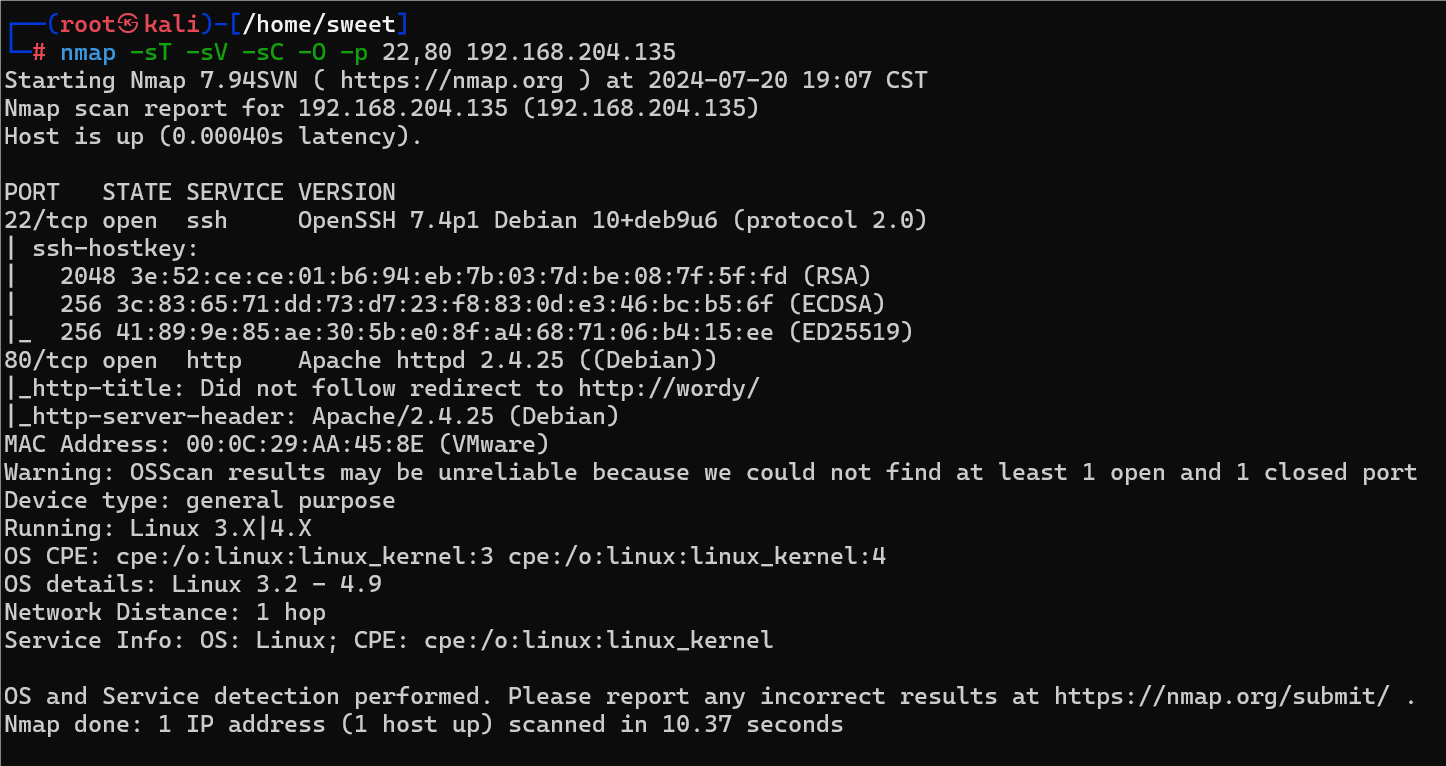 ┌──(root㉿kali)-[/home/sweet]
└─# nmap -sT -sV -sC -O -p 22,80 192.168.204.135
Starting Nmap 7.94SVN ( https://nmap.org ) at 2024-07-20 19:07 CST
Nmap scan report for 192.168.204.135 (192.168.204.135)
Host is up (0.00040s latency).

PORT   STATE SERVICE VERSION
22/tcp open  ssh     OpenSSH 7.4p1 Debian 10+deb9u6 (protocol 2.0)
| ssh-hostkey:
|   2048 3e:52:ce:ce:01:b6:94:eb:7b:03:7d:be:08:7f:5f:fd (RSA)
|   256 3c:83:65:71:dd:73:d7:23:f8:83:0d:e3:46:bc:b5:6f (ECDSA)
|_  256 41:89:9e:85:ae:30:5b:e0:8f:a4:68:71:06:b4:15:ee (ED25519)
80/tcp open  http    Apache httpd 2.4.25 ((Debian))
|_http-title: Did not follow redirect to http://wordy/
|_http-server-header: Apache/2.4.25 (Debian)
MAC Address: 00:0C:29:AA:45:8E (VMware)
Warning: OSScan results may be unreliable because we could not find at least 1 open and 1 closed port
Device type: general purpose
Running: Linux 3.X|4.X
OS CPE: cpe:/o:linux:linux_kernel:3 cpe:/o:linux:linux_kernel:4
OS details: Linux 3.2 - 4.9
Network Distance: 1 hop
Service Info: OS: Linux; CPE: cpe:/o:linux:linux_kernel

OS and Service detection performed. Please report any incorrect results at https://nmap.org/submit/ .
Nmap done: 1 IP address (1 host up) scanned in 10.37 seconds